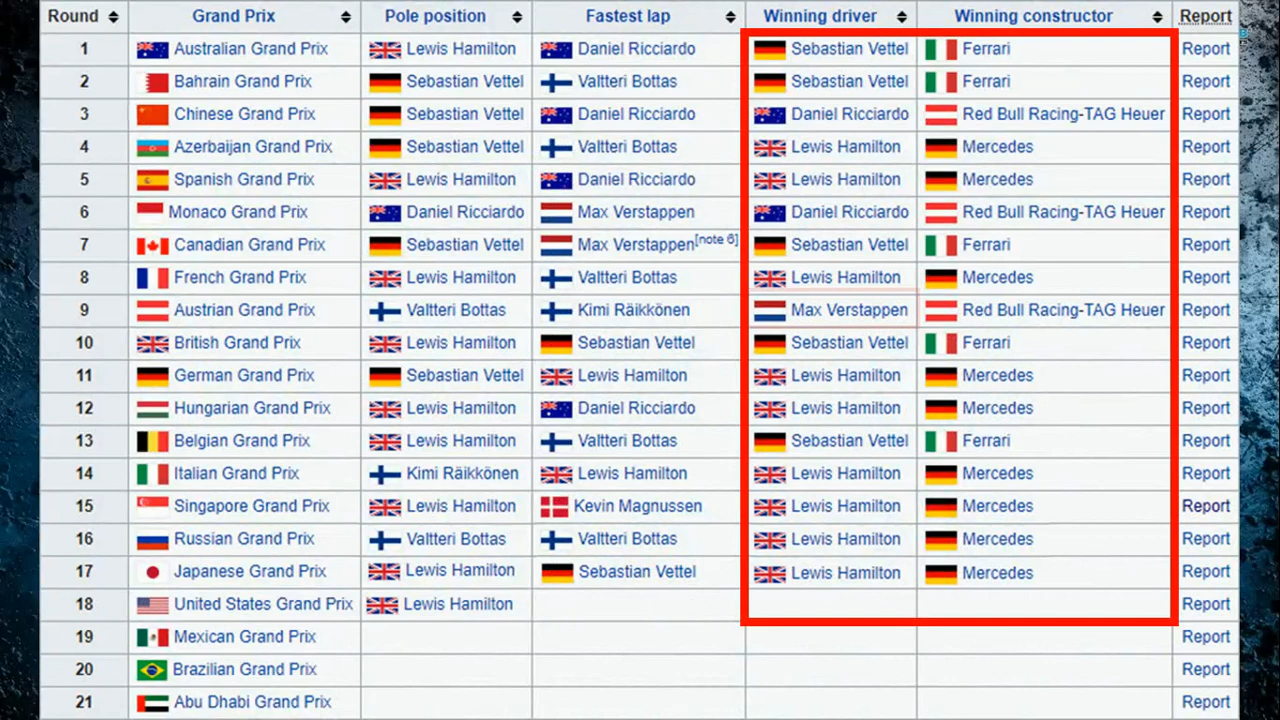 Round Grand Prix Pole position Fastest lap Winning driver Winning constructor Report
1 Australian Grand Prix Lewis Hamilton Daniel Ricciardo Sebastian Vettel Ferrari Report
2 Bahrain Grand Prix Sebastian Vettel Valtteri Bottas Sebastian Vettel Ferrari Report
3 Chinese Grand Prix Sebastian Vettel Daniel Ricciardo Daniel Ricciardo Red Bull Racing-TAG Heuer Report
4 Azerbaijan Grand Prix Sebastian Vettel Valtteri Bottas Lewis Hamilton Mercedes Report
5 Spanish Grand Prix Lewis Hamilton Daniel Ricciardo Lewis Hamilton Mercedes Report
6 Monaco Grand Prix Daniel Ricciardo Max Verstappen Daniel Ricciardo Red Bull Racing-TAG Heuer Report
7 Canadian Grand Prix Sebastian Vettel Max Verstappen[note 6] Sebastian Vettel Ferrari Report
8 French Grand Prix Lewis Hamilton Valtteri Bottas Lewis Hamilton Mercedes Report
9 Austrian Grand Prix Valtteri Bottas Kimi Räikkönen Max Verstappen Red Bull Racing-TAG Heuer Report
10 British Grand Prix Lewis Hamilton Sebastian Vettel Sebastian Vettel Ferrari Report
11 German Grand Prix Sebastian Vettel Lewis Hamilton Lewis Hamilton Mercedes Report
12 Hungarian Grand Prix Lewis Hamilton Daniel Ricciardo Lewis Hamilton Mercedes Report
13 Belgian Grand Prix Lewis Hamilton Valtteri Bottas Sebastian Vettel Ferrari Report
14 Italian Grand Prix Kimi Räikkönen Lewis Hamilton Lewis Hamilton Mercedes Report
15 Singapore Grand Prix Lewis Hamilton Kevin Magnussen Lewis Hamilton Mercedes Report
16 Russian Grand Prix Valtteri Bottas Valtteri Bottas Lewis Hamilton Mercedes Report
17 Japanese Grand Prix Lewis Hamilton Sebastian Vettel Lewis Hamilton Mercedes Report
18 United States Grand Prix Lewis Hamilton Report
19 Mexican Grand Prix Report
20 Brazilian Grand Prix Report
21 Abu Dhabi Grand Prix Report